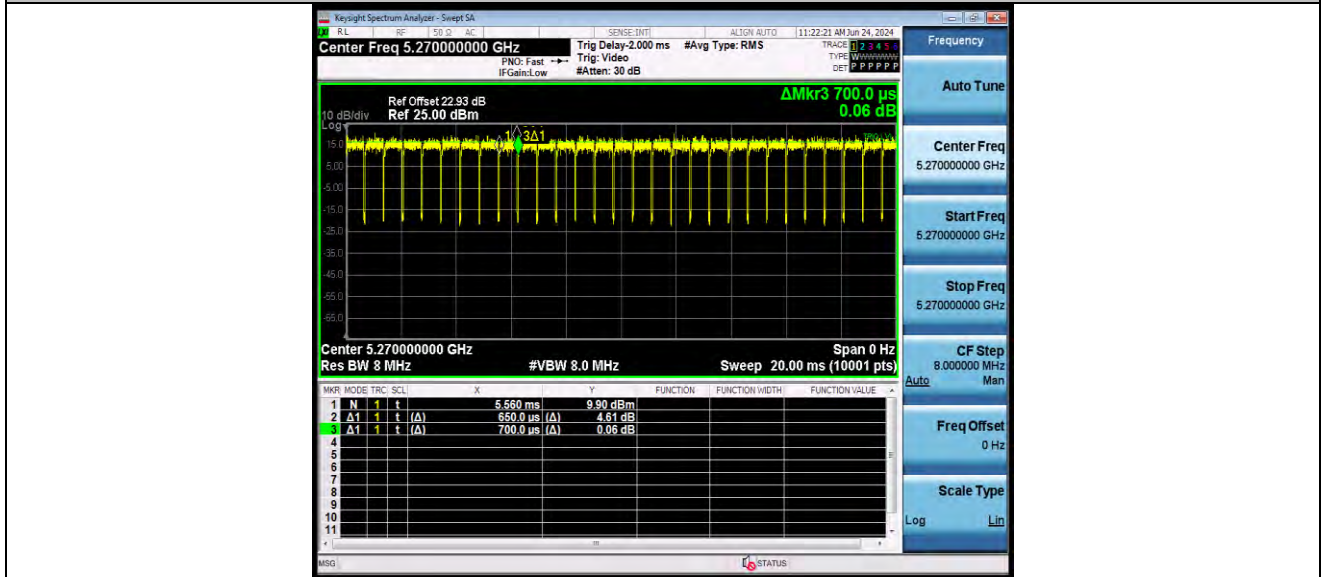 Keysight Spectrum Analyzer - Swept SA
RL RF 50 Ω AC SENSE:INT ALIGN AUTO 11:22:21 AM Jun 24, 2024
Center Freq 5.270000000 GHz
Trig Delay-2.000 ms #Avg Type: RMS
TRACE 1 2 3 4 5 6
PNO: Fast
Trig: Video
TYPE WWWWWW
IFGain:Low
#Atten: 30 dB
DET P P P P P P
Frequency
ΔMkr3 700.0 µs
0.06 dB
Ref Offset 22.93 dB
10 dB/div Ref 25.00 dBm
Log
1 3Δ1
15.0
5.00
-5.00
-15.0
-25.0
-35.0
-45.0
-55.0
-65.0
Center 5.270000000 GHz Span 0 Hz
Res BW 8 MHz #VBW 8.0 MHz Sweep 20.00 ms (10001 pts)
MKR MODE TRC SCL X Y FUNCTION FUNCTION WIDTH FUNCTION VALUE
1 N 1 t 5.560 ms 9.90 dBm
2 Δ1 1 t (Δ) 650.0 µs (Δ) 4.61 dB
3 Δ1 1 t (Δ) 700.0 µs (Δ) 0.06 dB
4
5
6
7
8
9
10
11
MSG STATUS
Auto Tune
Center Freq
5.270000000 GHz
Start Freq
5.270000000 GHz
Stop Freq
5.270000000 GHz
CF Step
8.000000 MHz
Auto Man
Freq Offset
0 Hz
Scale Type
Log Lin